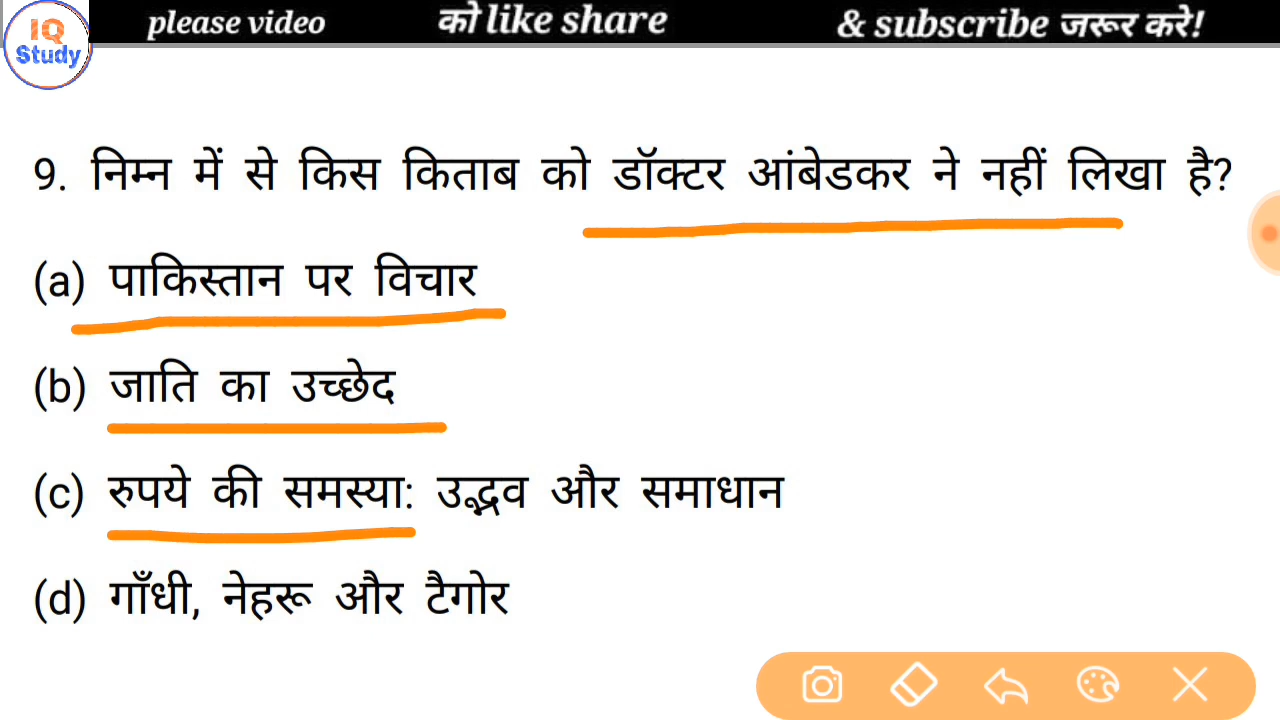 IQ
Study
please video को like share & subscribe जरूर करे!
9. निम्न में से किस किताब को डॉक्टर आंबेडकर ने नहीं लिखा है?
(a) पाकिस्तान पर विचार
(b) जाति का उच्छेद
(c) रुपये की समस्या: उद्भव और समाधान
(d) गाँधी, नेहरू और टैगोर